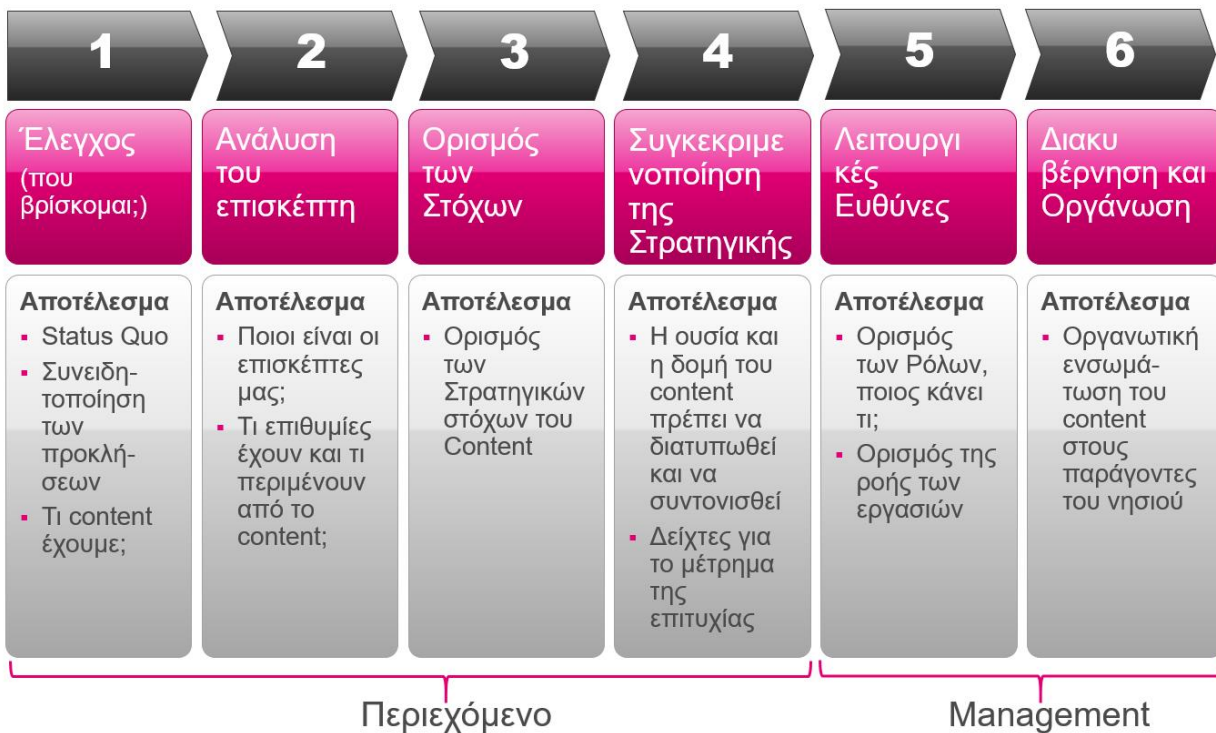 1
2
3
4
5
6
Έλεγχος
(που
βρίσκομαι;)
Ανάλυση
του
επισκέπτη
Ορισμός
των
Στόχων
Συγκεκριμε
νοποίηση
της
Στρατηγικής
Λειτουργι
κές
Ευθύνες
Διακυ
βέρνηση και
Οργάνωση
Αποτέλεσμα
▪ Status Quo
▪ Συνειδη-
τοποίηση
των
προκλή-
σεων
▪ Τι content
έχουμε;
Αποτέλεσμα
▪ Ποιοι είναι οι
επισκέπτες
μας;
▪ Τι επιθυμίες
έχουν και τι
περιμένουν
από το
content;
Αποτέλεσμα
▪ Ορισμός
των
Στρατηγικών
στόχων του
Content
Αποτέλεσμα
▪ Η ουσία και
η δομή του
content
πρέπει να
διατυπωθεί
και να
συντονισθεί
▪ Δείχτες για
το μέτρημα
της
επιτυχίας
Αποτέλεσμα
▪ Ορισμός
των Ρόλων,
ποιος κάνει
τι;
▪ Ορισμός της
ροής των
εργασιών
Αποτέλεσμα
▪ Οργανωτική
ενσωμά-
τωση του
content
στους
παράγοντες
του νησιού
Περιεχόμενο
Management